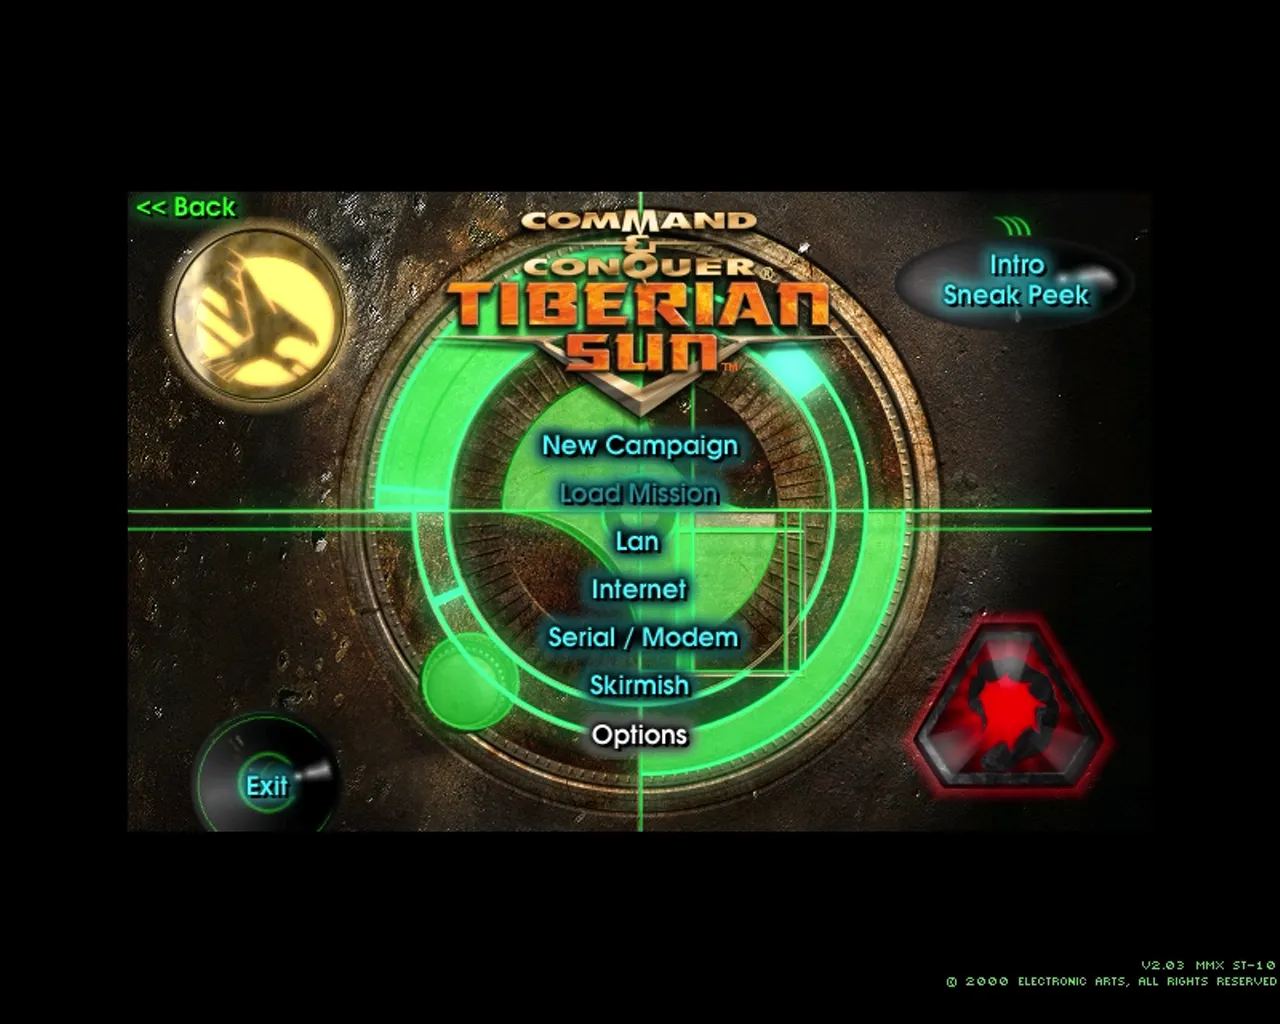 << Back
COMMAND
&
CONQUER®
TIBERIAN
SUN™
Intro
Sneak Peek
New Campaign
Load Mission
Lan
Internet
Serial / Modem
Skirmish
Options
Exit
V2.03 MMX ST-10
© 2000 ELECTRONIC ARTS, ALL RIGHTS RESERVED